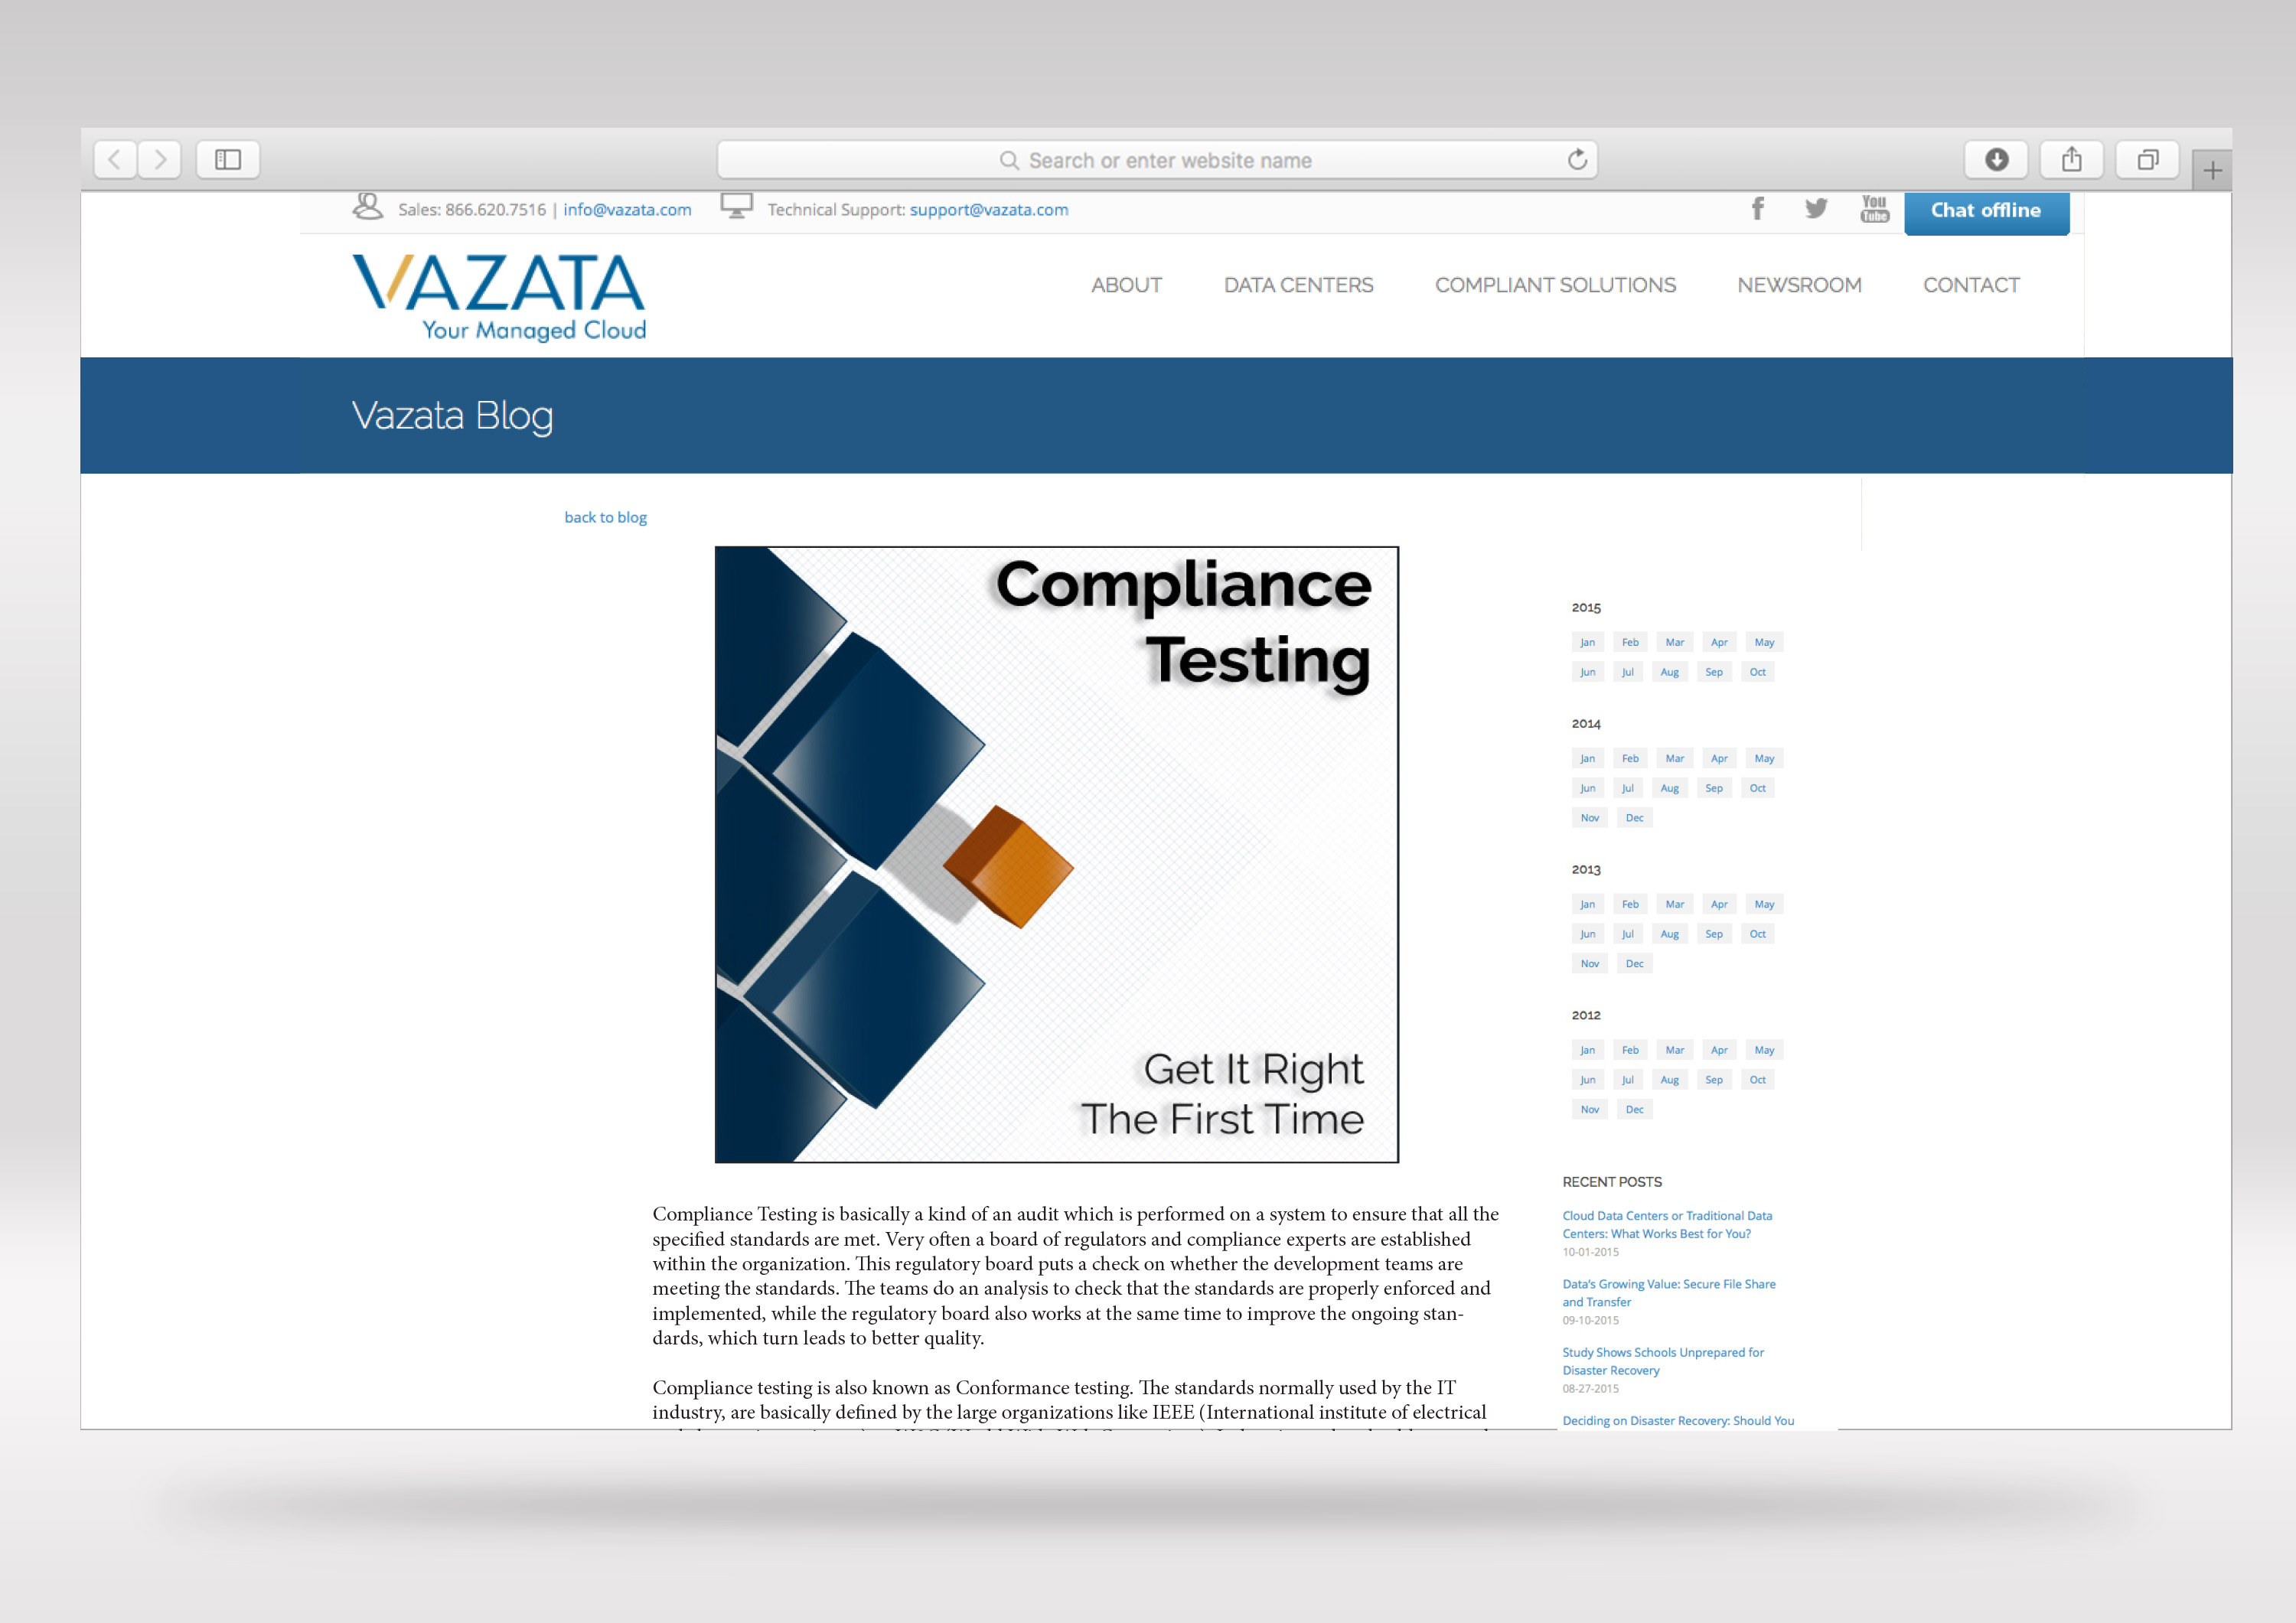 Search or enter website name
Sales: 866.620.7516 | info@vazata.com
Technical Support: support@vazata.com
f
You
Tube
Chat offline
VAZATA
Your Managed Cloud
ABOUT DATA CENTERS COMPLIANT SOLUTIONS NEWSROOM CONTACT
Vazata Blog
back to blog
Compliance
Testing
Get It Right
The First Time
Compliance Testing is basically a kind of an audit which is performed on a system to ensure that all the
specified standards are met. Very often a board of regulators and compliance experts are established
within the organization. This regulatory board puts a check on whether the development teams are
meeting the standards. The teams do an analysis to check that the standards are properly enforced and
implemented, while the regulatory board also works at the same time to improve the ongoing stan-
dards, which turn leads to better quality.
Compliance testing is also known as Conformance testing. The standards normally used by the IT
industry, are basically defined by the large organizations like IEEE (International institute of electrical
2015
Jan Feb Mar Apr May
Jun Jul Aug Sep Oct
2014
Jan Feb Mar Apr May
Jun Jul Aug Sep Oct
Nov Dec
2013
Jan Feb Mar Apr May
Jun Jul Aug Sep Oct
Nov Dec
2012
Jan Feb Mar Apr May
Jun Jul Aug Sep Oct
Nov Dec
RECENT POSTS
Cloud Data Centers or Traditional Data
Centers: What Works Best for You?
10-01-2015
Data's Growing Value: Secure File Share
and Transfer
09-10-2015
Study Shows Schools Unprepared for
Disaster Recovery
08-27-2015
Deciding on Disaster Recovery: Should You